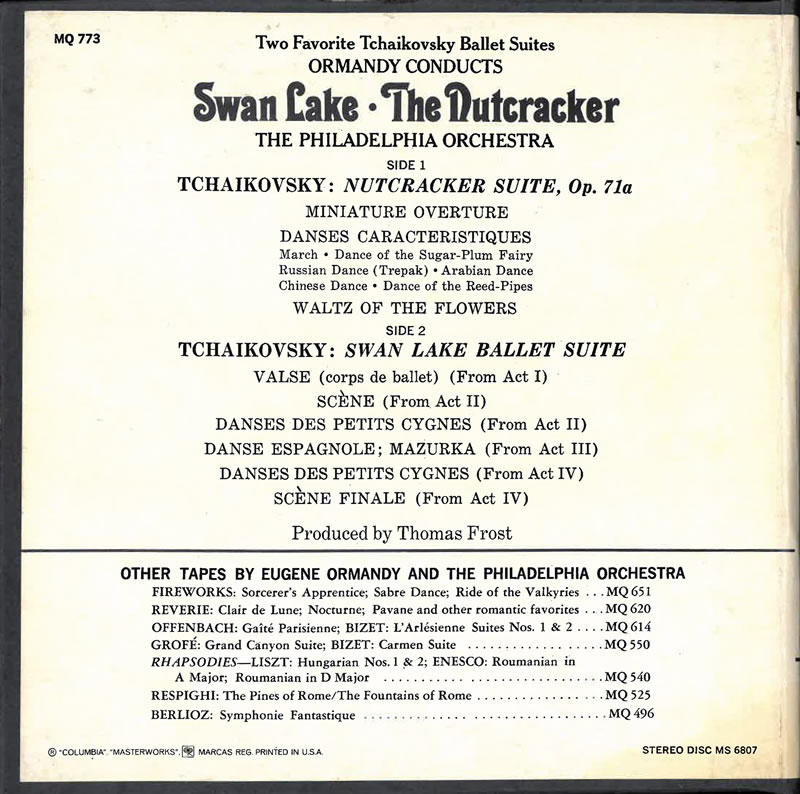 MQ 773
Two Favorite Tchaikovsky Ballet Suites
ORMANDY CONDUCTS
Swan Lake • The Nutcracker
THE PHILADELPHIA ORCHESTRA
SIDE 1
TCHAIKOVSKY: NUTCRACKER SUITE, Op. 71a
MINIATURE OVERTURE
DANSES CARACTERISTIQUES
March • Dance of the Sugar-Plum Fairy
Russian Dance (Trepak) • Arabian Dance
Chinese Dance • Dance of the Reed-Pipes
WALTZ OF THE FLOWERS
SIDE 2
TCHAIKOVSKY: SWAN LAKE BALLET SUITE
VALSE (corps de ballet) (From Act I)
SCÈNE (From Act II)
DANSES DES PETITS CYGNES (From Act II)
DANSE ESPAGNOLE; MAZURKA (From Act III)
DANSES DES PETITS CYGNES (From Act IV)
SCÈNE FINALE (From Act IV)
Produced by Thomas Frost
OTHER TAPES BY EUGENE ORMANDY AND THE PHILADELPHIA ORCHESTRA
FIREWORKS: Sorcerer's Apprentice; Sabre Dance; Ride of the Valkyries . . . MQ 651
REVERIE: Clair de Lune; Nocturne; Pavane and other romantic favorites . . . MQ 620
OFFENBACH: Gaîté Parisienne; BIZET: L'Arlésienne Suites Nos. 1 & 2 . . . . MQ 614
GROFÉ: Grand Canyon Suite; BIZET: Carmen Suite . . . . . . . . . . . . . . . MQ 550
RHAPSODIES—LISZT: Hungarian Nos. 1 & 2; ENESCO: Roumanian in
A Major; Roumanian in D Major . . . . . . . . . . . . . . . . . . . . . . . . MQ 540
RESPIGHI: The Pines of Rome/The Fountains of Rome . . . . . . . . . . . . . . MQ 525
BERLIOZ: Symphonie Fantastique . . . . . . . . . . . . . . . . . . . . . . . . . . MQ 496
® "COLUMBIA", "MASTERWORKS", MARCAS REG. PRINTED IN U.S.A.
STEREO DISC MS 6807